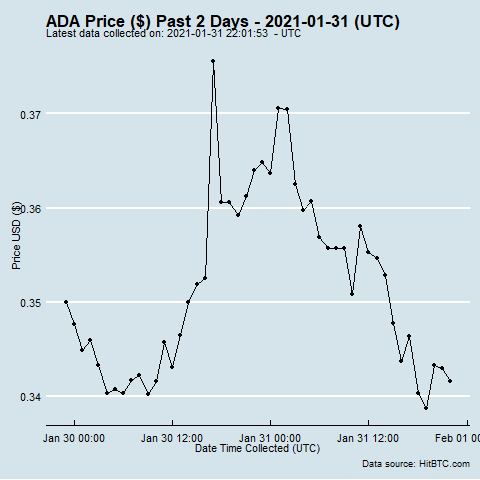 ADA Price ($) Past 2 Days - 2021-01-31 (UTC)
Latest data collected on: 2021-01-31 22:01:53 - UTC
0.37
0.36
0.35
0.34
Price USD ($)
Jan 30 00:00
Jan 30 12:00
Jan 31 00:00
Jan 31 12:00
Feb 01 00
Date Time Collected (UTC)
Data source: HitBTC.com